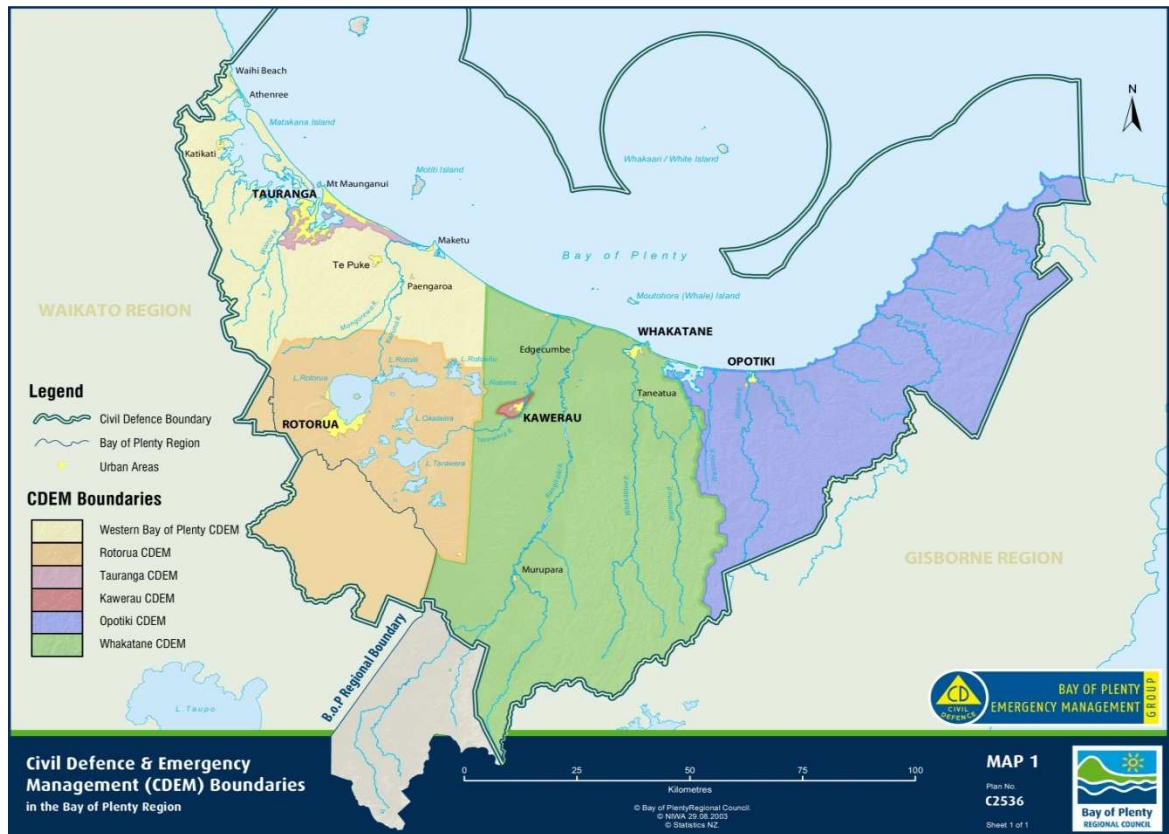 N
Waihi Beach
Athenree
Matakana Island
Katikati
Mt Maunganui
TAURANGA
Motiti Island
Whakaari / White Island
Maketu
Bay of Plenty
Te Puke
Paengaroa
WAIKATO REGION
Moutohora (Whale) Island
WHAKATANE
Edgecumbe
OPOTIKI
L.Rotoiti
L.Rotorua
Taneatua
KAWERAU
ROTORUA
L.Okataina
Tarawera R.
L.Tarawera
Rangitaiki R.
Whakatane R.
GISBORNE REGION
Murupara
Legend
Civil Defence Boundary
Bay of Plenty Region
Urban Areas
CDEM Boundaries
Western Bay of Plenty CDEM
Rotorua CDEM
Tauranga CDEM
Kawerau CDEM
Opotiki CDEM
Whakatane CDEM
B.o.P Regional Boundary
L.Taupo
CD
CIVIL
DEFENCE
BAY OF PLENTY
EMERGENCY MANAGEMENT
GROUP
Civil Defence & Emergency
Management (CDEM) Boundaries
in the Bay of Plenty Region
0 25 50 75 100
Kilometres
© Bay of PlentyRegional Council.
© NIWA 29.08.2003
© Statistics NZ.
MAP 1
Plan No.
C2536
Sheet 1 of 1
Bay of Plenty
REGIONAL COUNCIL